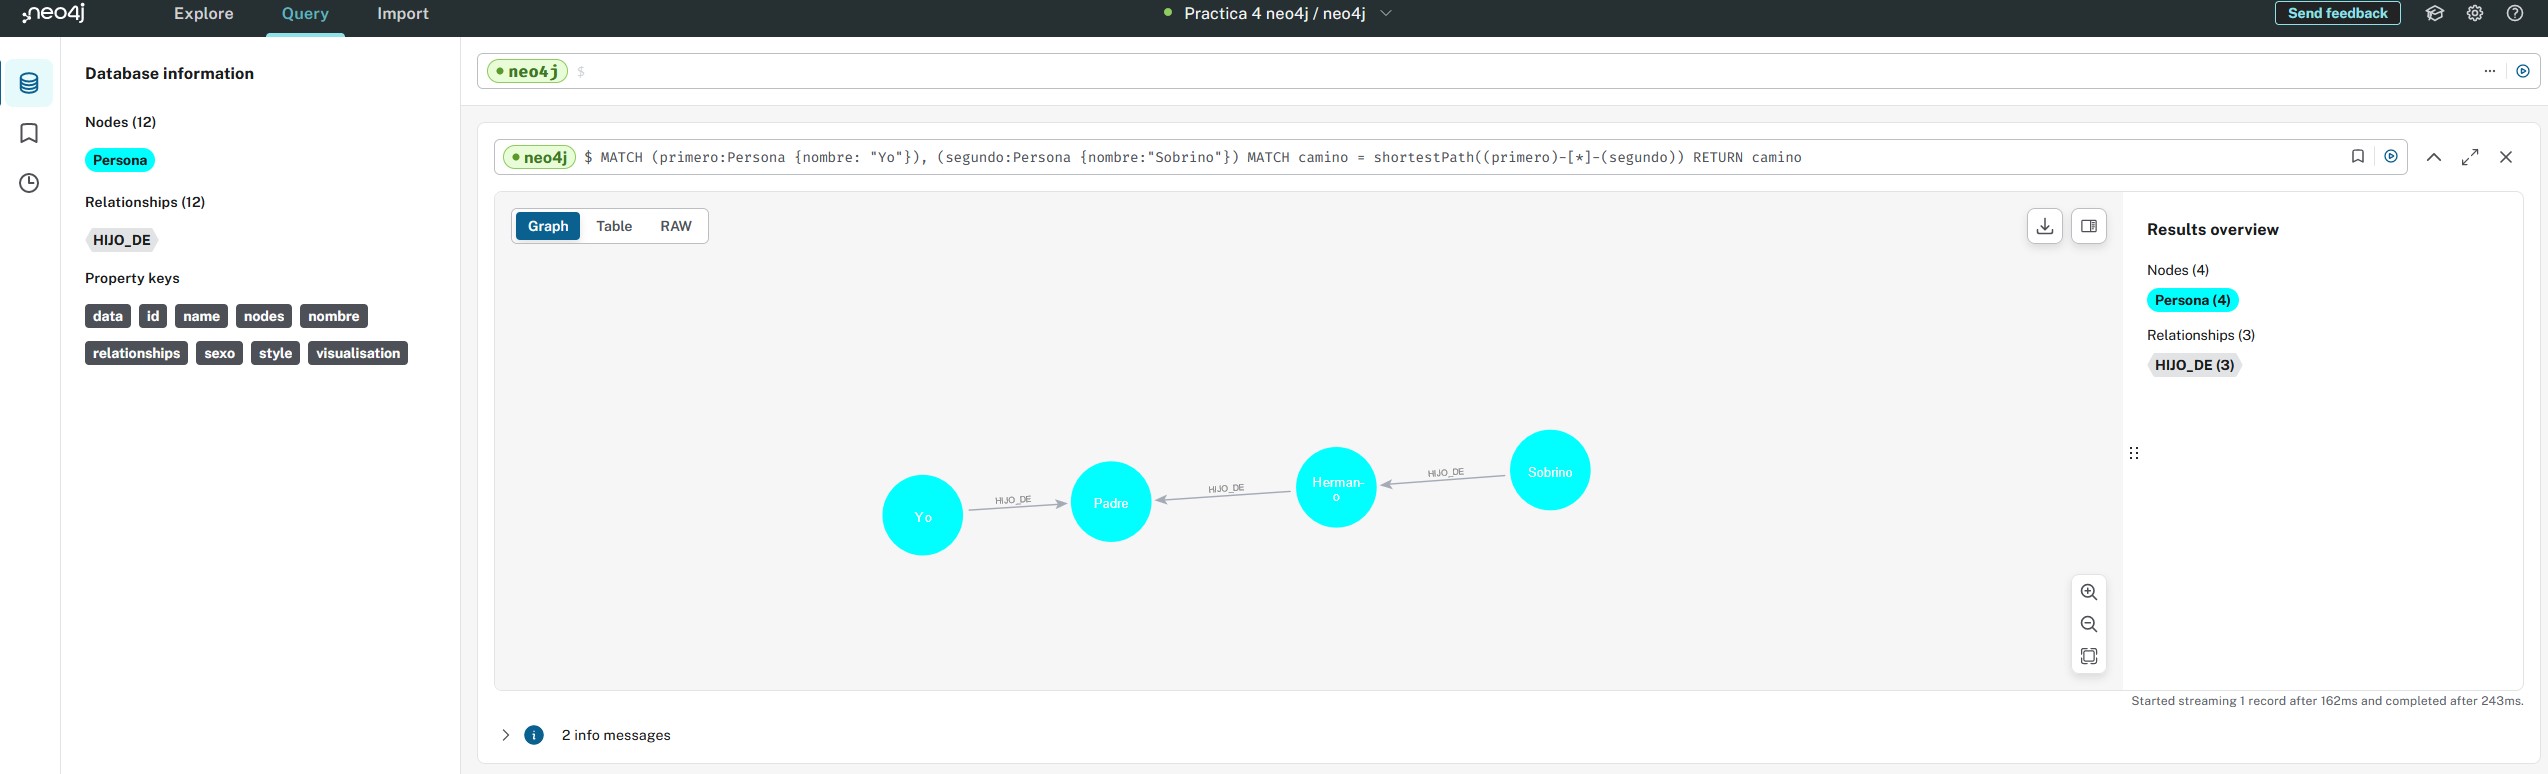 neo4j Explore Query Import Practica 4 neo4j / neo4j Send feedback
Database information
Nodes (12)
Persona
Relationships (12)
HIJO_DE
Property keys
data id name nodes nombre
relationships sexo style visualisation
neo4j $
neo4j $ MATCH (primero:Persona {nombre: "Yo"}), (segundo:Persona {nombre:"Sobrino"}) MATCH camino = shortestPath((primero)-[*]-(segundo)) RETURN camino
Graph Table RAW
Yo
HIJO_DE
Padre
HIJO_DE
Herman-
o
HIJO_DE
Sobrino
Results overview
Nodes (4)
Persona (4)
Relationships (3)
HIJO_DE (3)
Started streaming 1 record after 162ms and completed after 243ms.
2 info messages